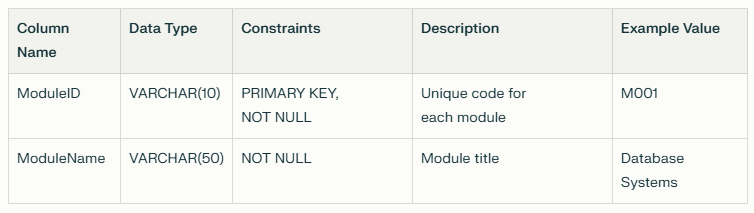 Column Name | Data Type | Constraints | Description | Example Value
ModuleID | VARCHAR(10) | PRIMARY KEY, NOT NULL | Unique code for each module | M001
ModuleName | VARCHAR(50) | NOT NULL | Module title | Database Systems